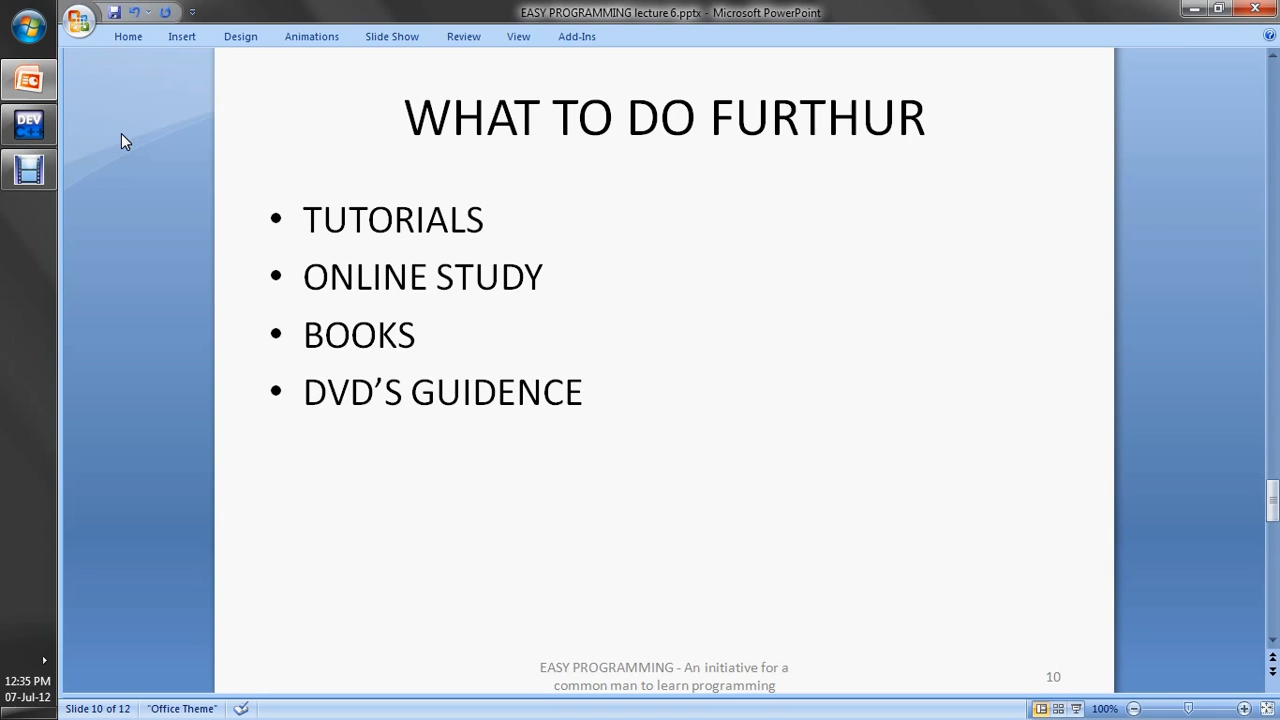 EASY PROGRAMMING lecture 6.pptx - Microsoft PowerPoint
Home Insert Design Animations Slide Show Review View Add-Ins
DEV
C++
WHAT TO DO FURTHUR
• TUTORIALS
• ONLINE STUDY
• BOOKS
• DVD’S GUIDENCE
EASY PROGRAMMING - An initiative for a
common man to learn programming
10
12:35 PM
07-Jul-12
Slide 10 of 12 "Office Theme" 100%